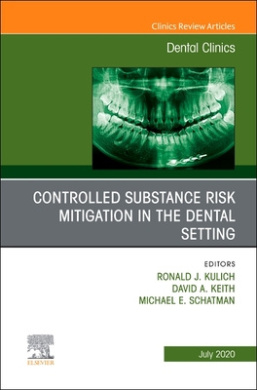 Clinics Review Articles
Dental Clinics
CONTROLLED SUBSTANCE RISK
MITIGATION IN THE DENTAL
SETTING
EDITORS
RONALD J. KULICH
DAVID A. KEITH
MICHAEL E. SCHATMAN
ELSEVIER
July 2020